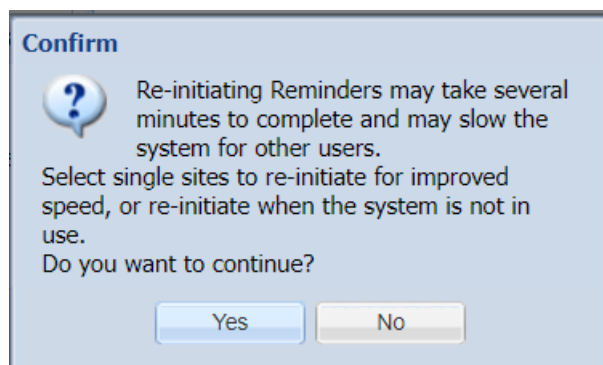 Confirm
Re-initiating Reminders may take several
minutes to complete and may slow the
system for other users.
Select single sites to re-initiate for improved
speed, or re-initiate when the system is not in
use.
Do you want to continue?
Yes
No